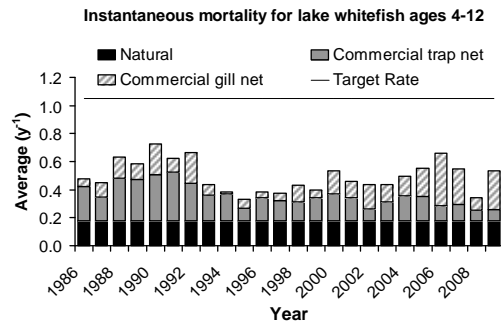 Instantaneous mortality for lake whitefish ages 4-12
Natural
Commercial trap net
Commercial gill net
Target Rate
Average (y-1)
1.2
1.0
0.8
0.6
0.4
0.2
0.0
1986
1988
1990
1992
1994
1996
1998
2000
2002
2004
2006
2008
Year